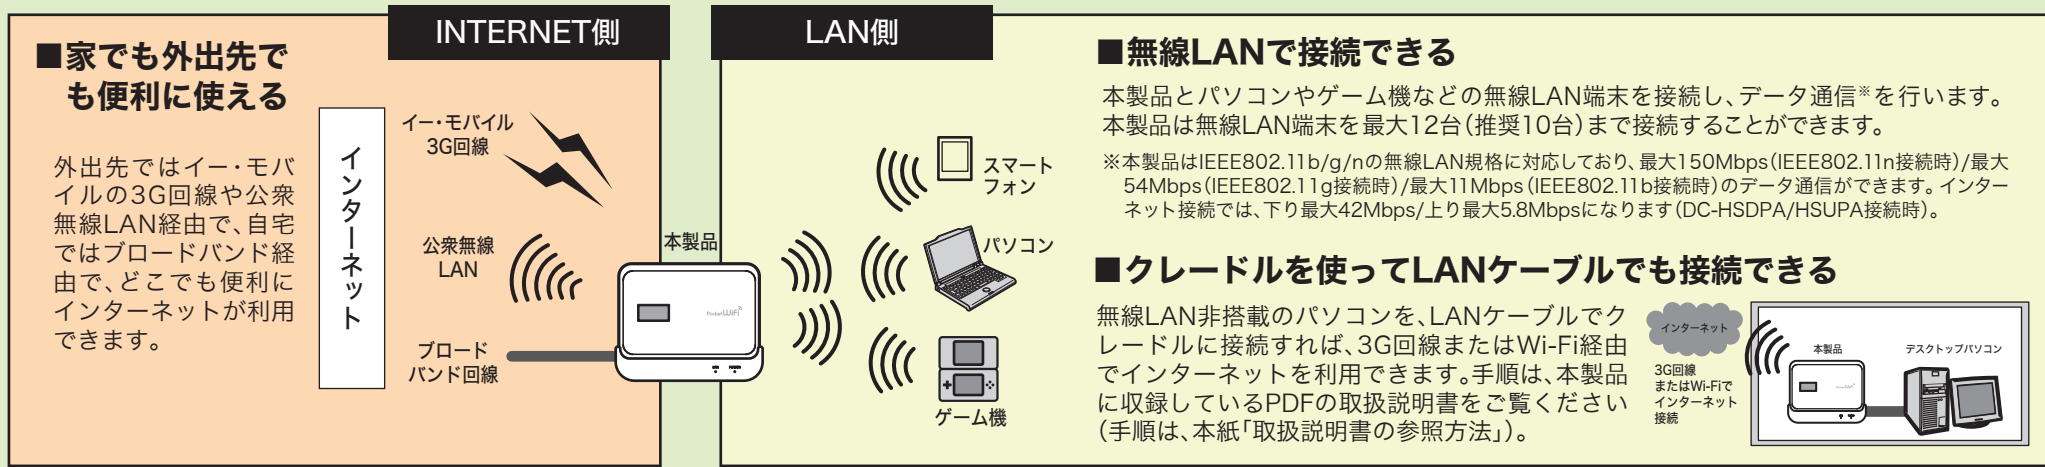 INTERNET側
LAN側
■家でも外出先で
も便利に使える
外出先ではイー・モバ
イルの3G回線や公衆
無線LAN経由で、自宅
ではブロードバンド経
由で、どこでも便利に
インターネットが利用
できます。
インターネット
イー・モバイル
3G回線
公衆無線
LAN
ブロード
バンド回線
本製品
Pocket WiFi
スマート
フォン
パソコン
ゲーム機
■無線LANで接続できる
本製品とパソコンやゲーム機などの無線LAN端末を接続し、データ通信※を行います。
本製品は無線LAN端末を最大12台（推奨10台）まで接続することができます。
※本製品はIEEE802.11b/g/nの無線LAN規格に対応しており、最大150Mbps（IEEE802.11n接続時）/最大
54Mbps（IEEE802.11g接続時）/最大11Mbps（IEEE802.11b接続時）のデータ通信ができます。インター
ネット接続では、下り最大42Mbps/上り最大5.8Mbpsになります（DC-HSDPA/HSUPA接続時）。
■クレードルを使ってLANケーブルでも接続できる
無線LAN非搭載のパソコンを、LANケーブルでク
レードルに接続すれば、3G回線またはWi-Fi経由
でインターネットを利用できます。手順は、本製品
に収録しているPDFの取扱説明書をご覧ください
（手順は、本紙「取扱説明書の参照方法」）。
インターネット
3G回線
またはWi-Fiで
インターネット
接続
本製品
デスクトップパソコン